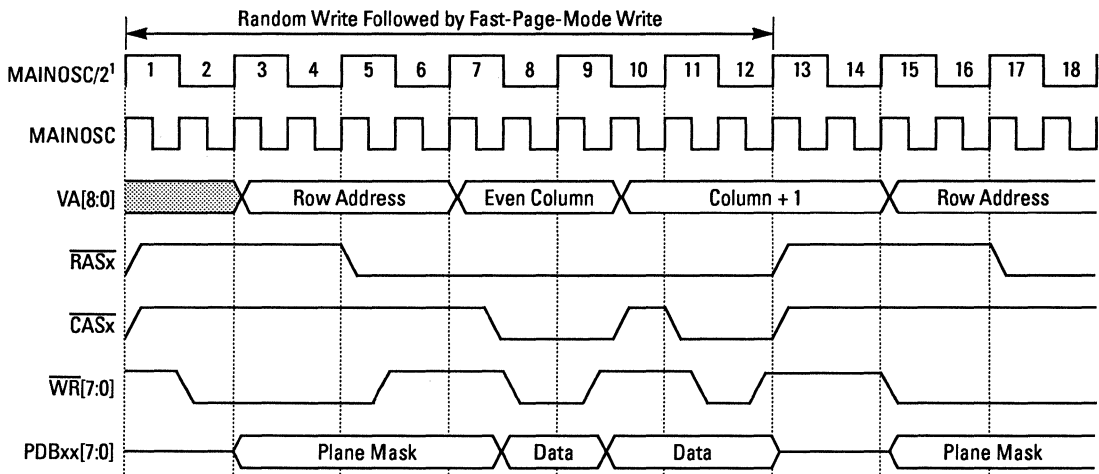 Random Write Followed by Fast-Page-Mode Write
MAINOSC/2¹ 1 2 3 4 5 6 7 8 9 10 11 12 13 14 15 16 17 18
MAINOSC
VA[8:0] Row Address Even Column Column + 1 Row Address
RASx
CASx
WR[7:0]
PDBxx[7:0] Plane Mask Data Data Plane Mask